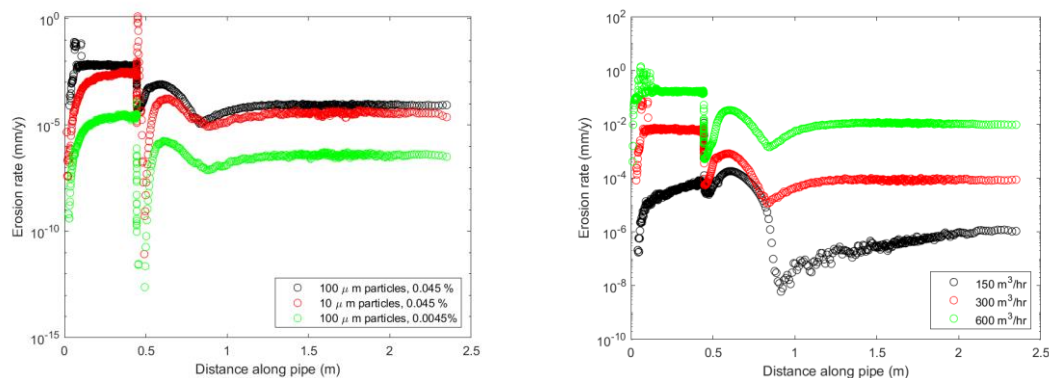 10^0
10^-5
10^-10
10^-15
Erosion rate (mm/y)
0 0.5 1 1.5 2 2.5
Distance along pipe (m)
100 μ m particles, 0.045 %
10 μ m particles, 0.045 %
100 μ m particles, 0.0045%
10^2
10^0
10^-2
10^-4
10^-6
10^-8
10^-10
Erosion rate (mm/y)
0 0.5 1 1.5 2 2.5
Distance along pipe (m)
150 m^3/hr
300 m^3/hr
600 m^3/hr